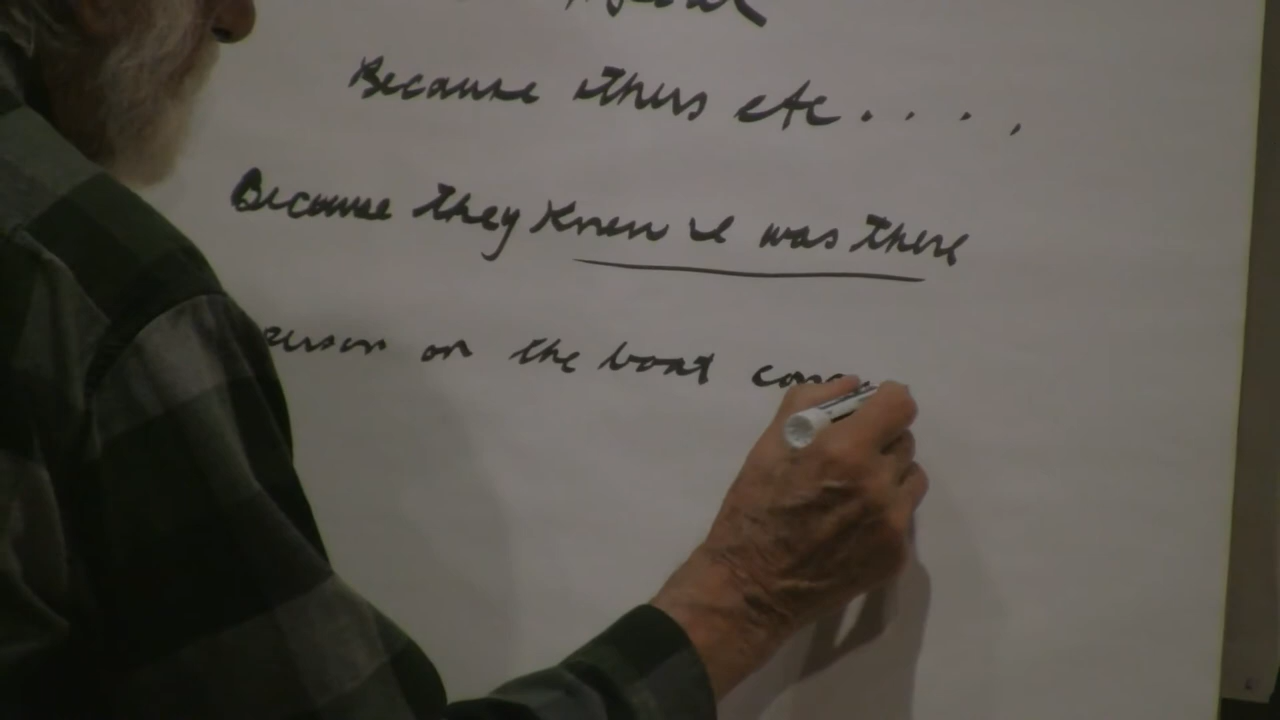 Because others etc. . . . .
Because they knew it was there
person on the boat